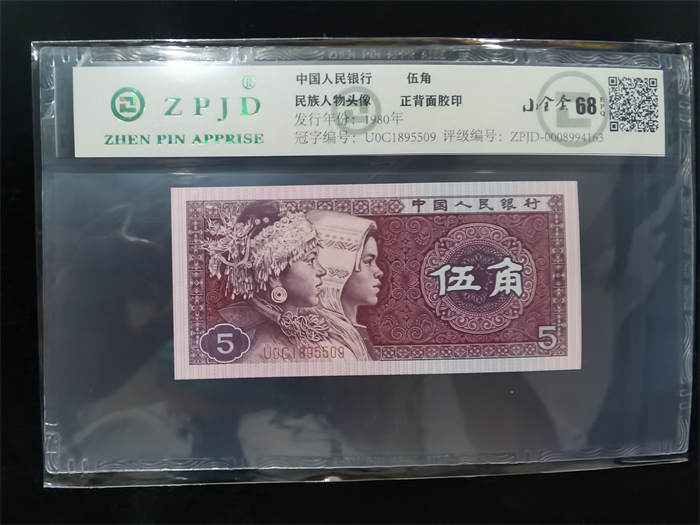 ZPJD®
ZHEN PIN APPRISE
中国人民银行 伍角
民族人物头像 正背面胶印
发行年份：1980年
冠字编号：U0C1895509 评级编号：ZPJD-0008994163
68
EPQ
中国人民银行
伍角
5 U0C1895509 5